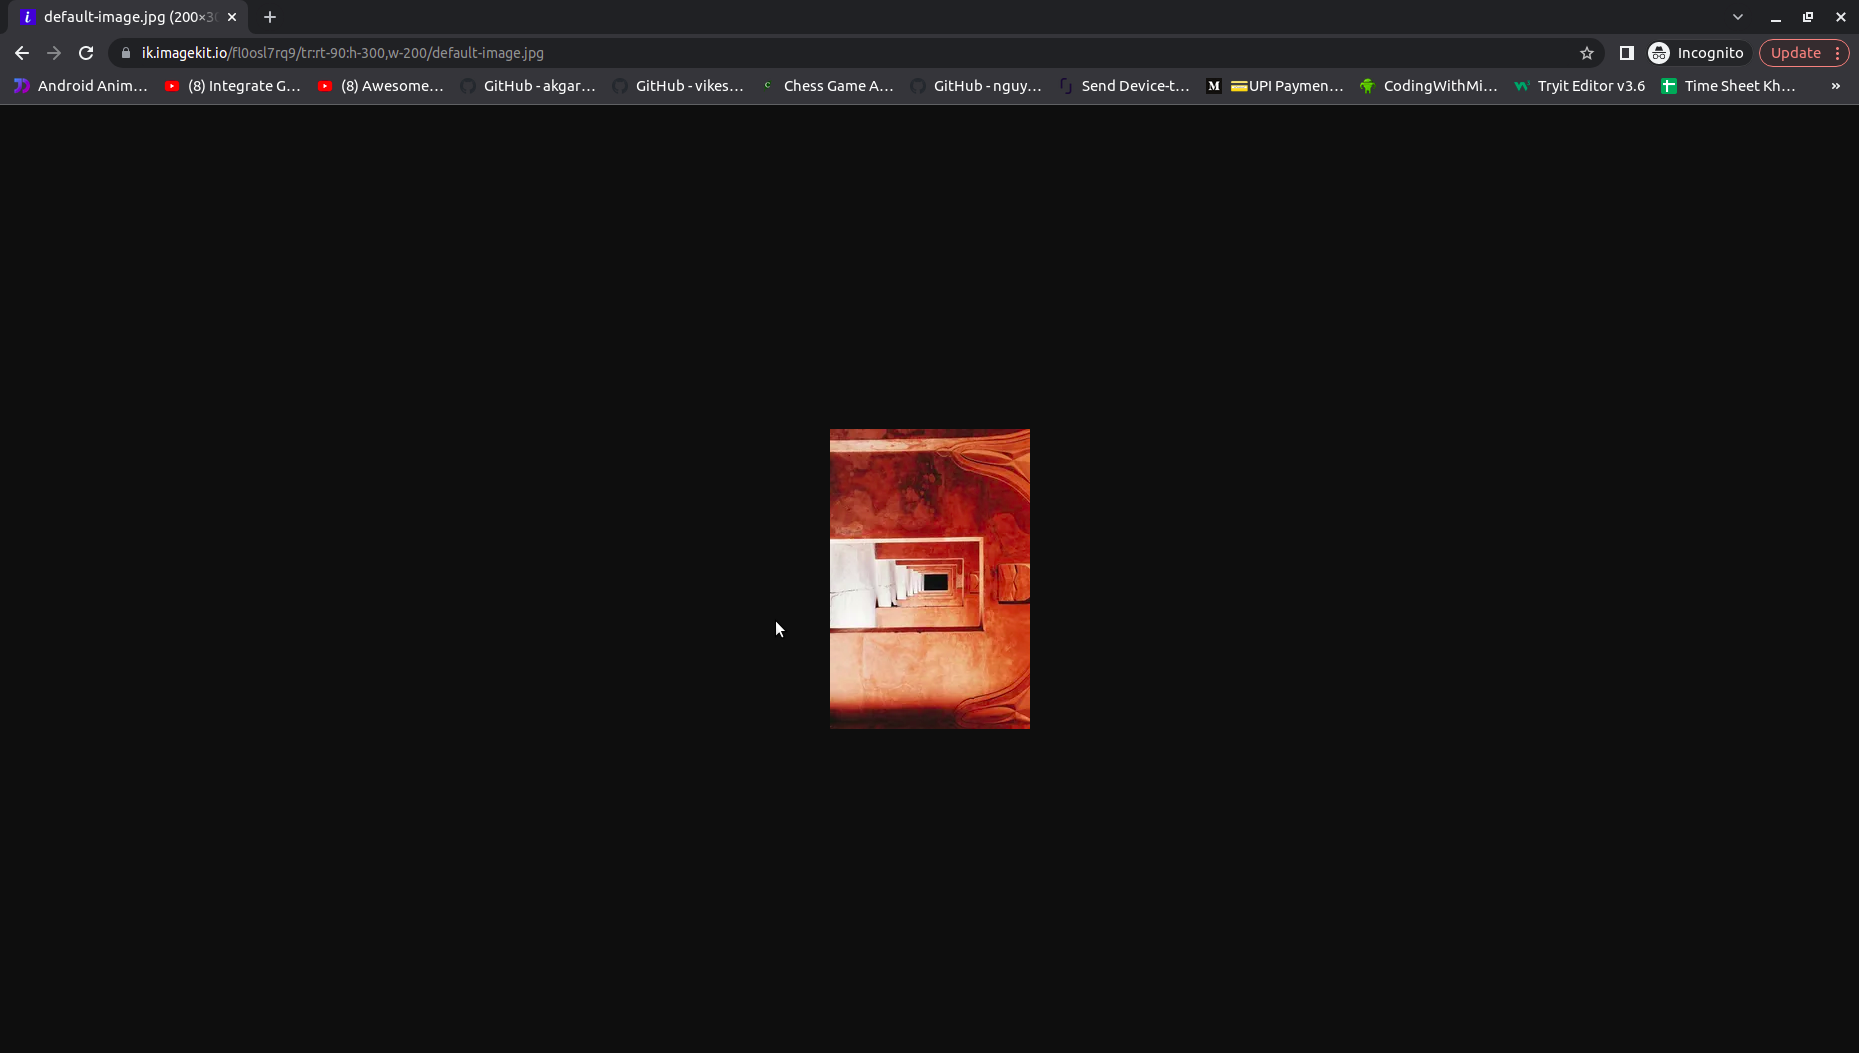 default-image.jpg (200×30
ik.imagekit.io/fl0osl7rq9/tr:rt-90:h-300,w-200/default-image.jpg
Incognito
Update
Android Anim…
(8) Integrate G…
(8) Awesome…
GitHub - akgar…
GitHub - vikes…
Chess Game A…
GitHub - nguy…
Send Device-t…
M
💳UPI Paymen…
CodingWithMi…
Tryit Editor v3.6
Time Sheet Kh…
»